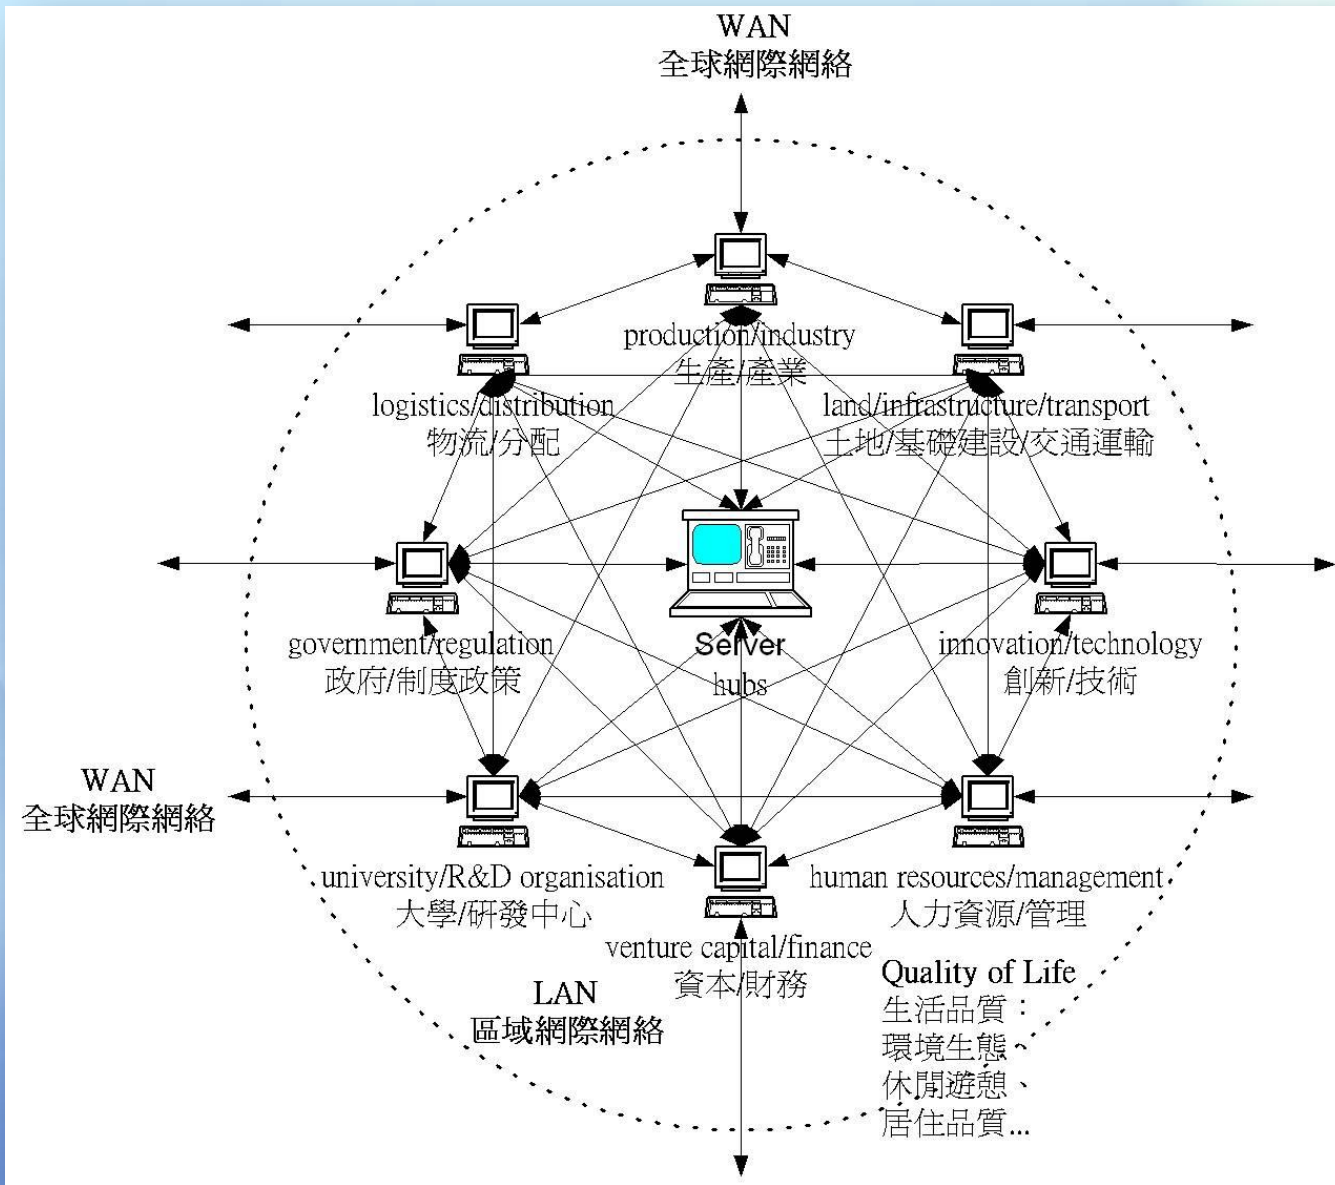 WAN
全球網際網絡
production/industry
生產/產業
logistics/distribution
物流/分配
land/infrastructure/transport
土地/基礎建設/交通運輸
Server
hubs
government/regulation
政府/制度政策
innovation/technology
創新/技術
WAN
全球網際網絡
university/R&D organisation
大學/研發中心
human resources/management
人力資源/管理
venture capital/finance
資本/財務
LAN
區域網際網絡
Quality of Life
生活品質：
環境生態、
休閒遊憩、
居住品質...